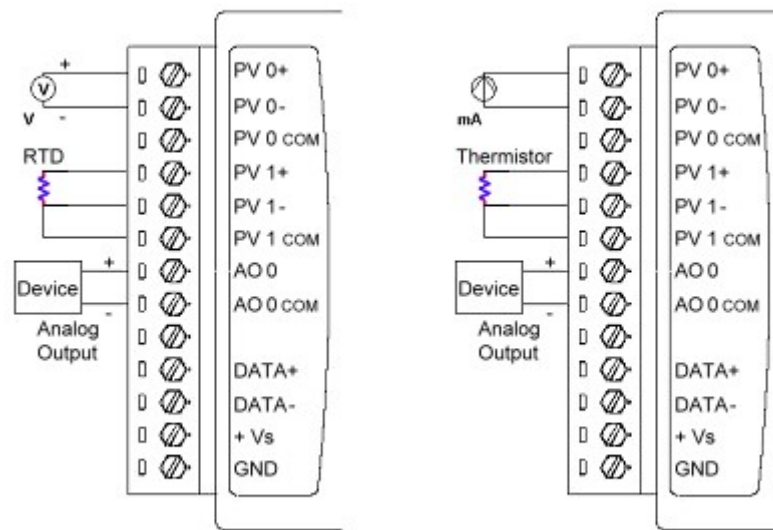 +
V
V
-
RTD
Device
+
-
Analog
Output
PV 0+
PV 0-
PV 0 COM
PV 1+
PV 1-
PV 1 COM
AO 0
AO 0 COM
DATA+
DATA-
+ Vs
GND
mA
Thermistor
Device
+
-
Analog
Output
PV 0+
PV 0-
PV 0 COM
PV 1+
PV 1-
PV 1 COM
AO 0
AO 0 COM
DATA+
DATA-
+ Vs
GND